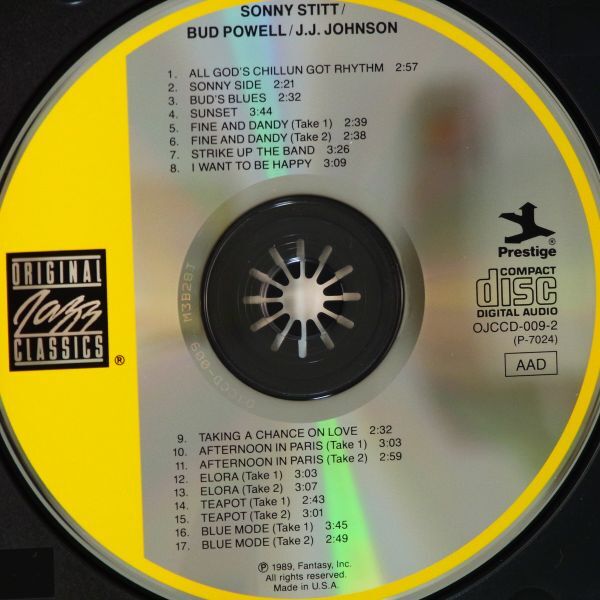 SONNY STITT/
BUD POWELL/J.J. JOHNSON
1. ALL GOD'S CHILLUN GOT RHYTHM 2:57
2. SONNY SIDE 2:21
3. BUD'S BLUES 2:32
4. SUNSET 3:44
5. FINE AND DANDY (Take 1) 2:39
6. FINE AND DANDY (Take 2) 2:38
7. STRIKE UP THE BAND 3:26
8. I WANT TO BE HAPPY 3:09
ORIGINAL
Jazz
CLASSICS ®
Prestige ®
COMPACT
disc
DIGITAL AUDIO
OJCCD-009-2
(P-7024)
AAD
M3B28J
OJCCD-009
9. TAKING A CHANCE ON LOVE 2:32
10. AFTERNOON IN PARIS (Take 1) 3:03
11. AFTERNOON IN PARIS (Take 2) 2:59
12. ELORA (Take 1) 3:03
13. ELORA (Take 2) 3:07
14. TEAPOT (Take 1) 2:43
15. TEAPOT (Take 2) 3:01
16. BLUE MODE (Take 1) 3:45
17. BLUE MODE (Take 2) 2:49
℗ 1989, Fantasy, Inc.
All rights reserved.
Made in U.S.A.